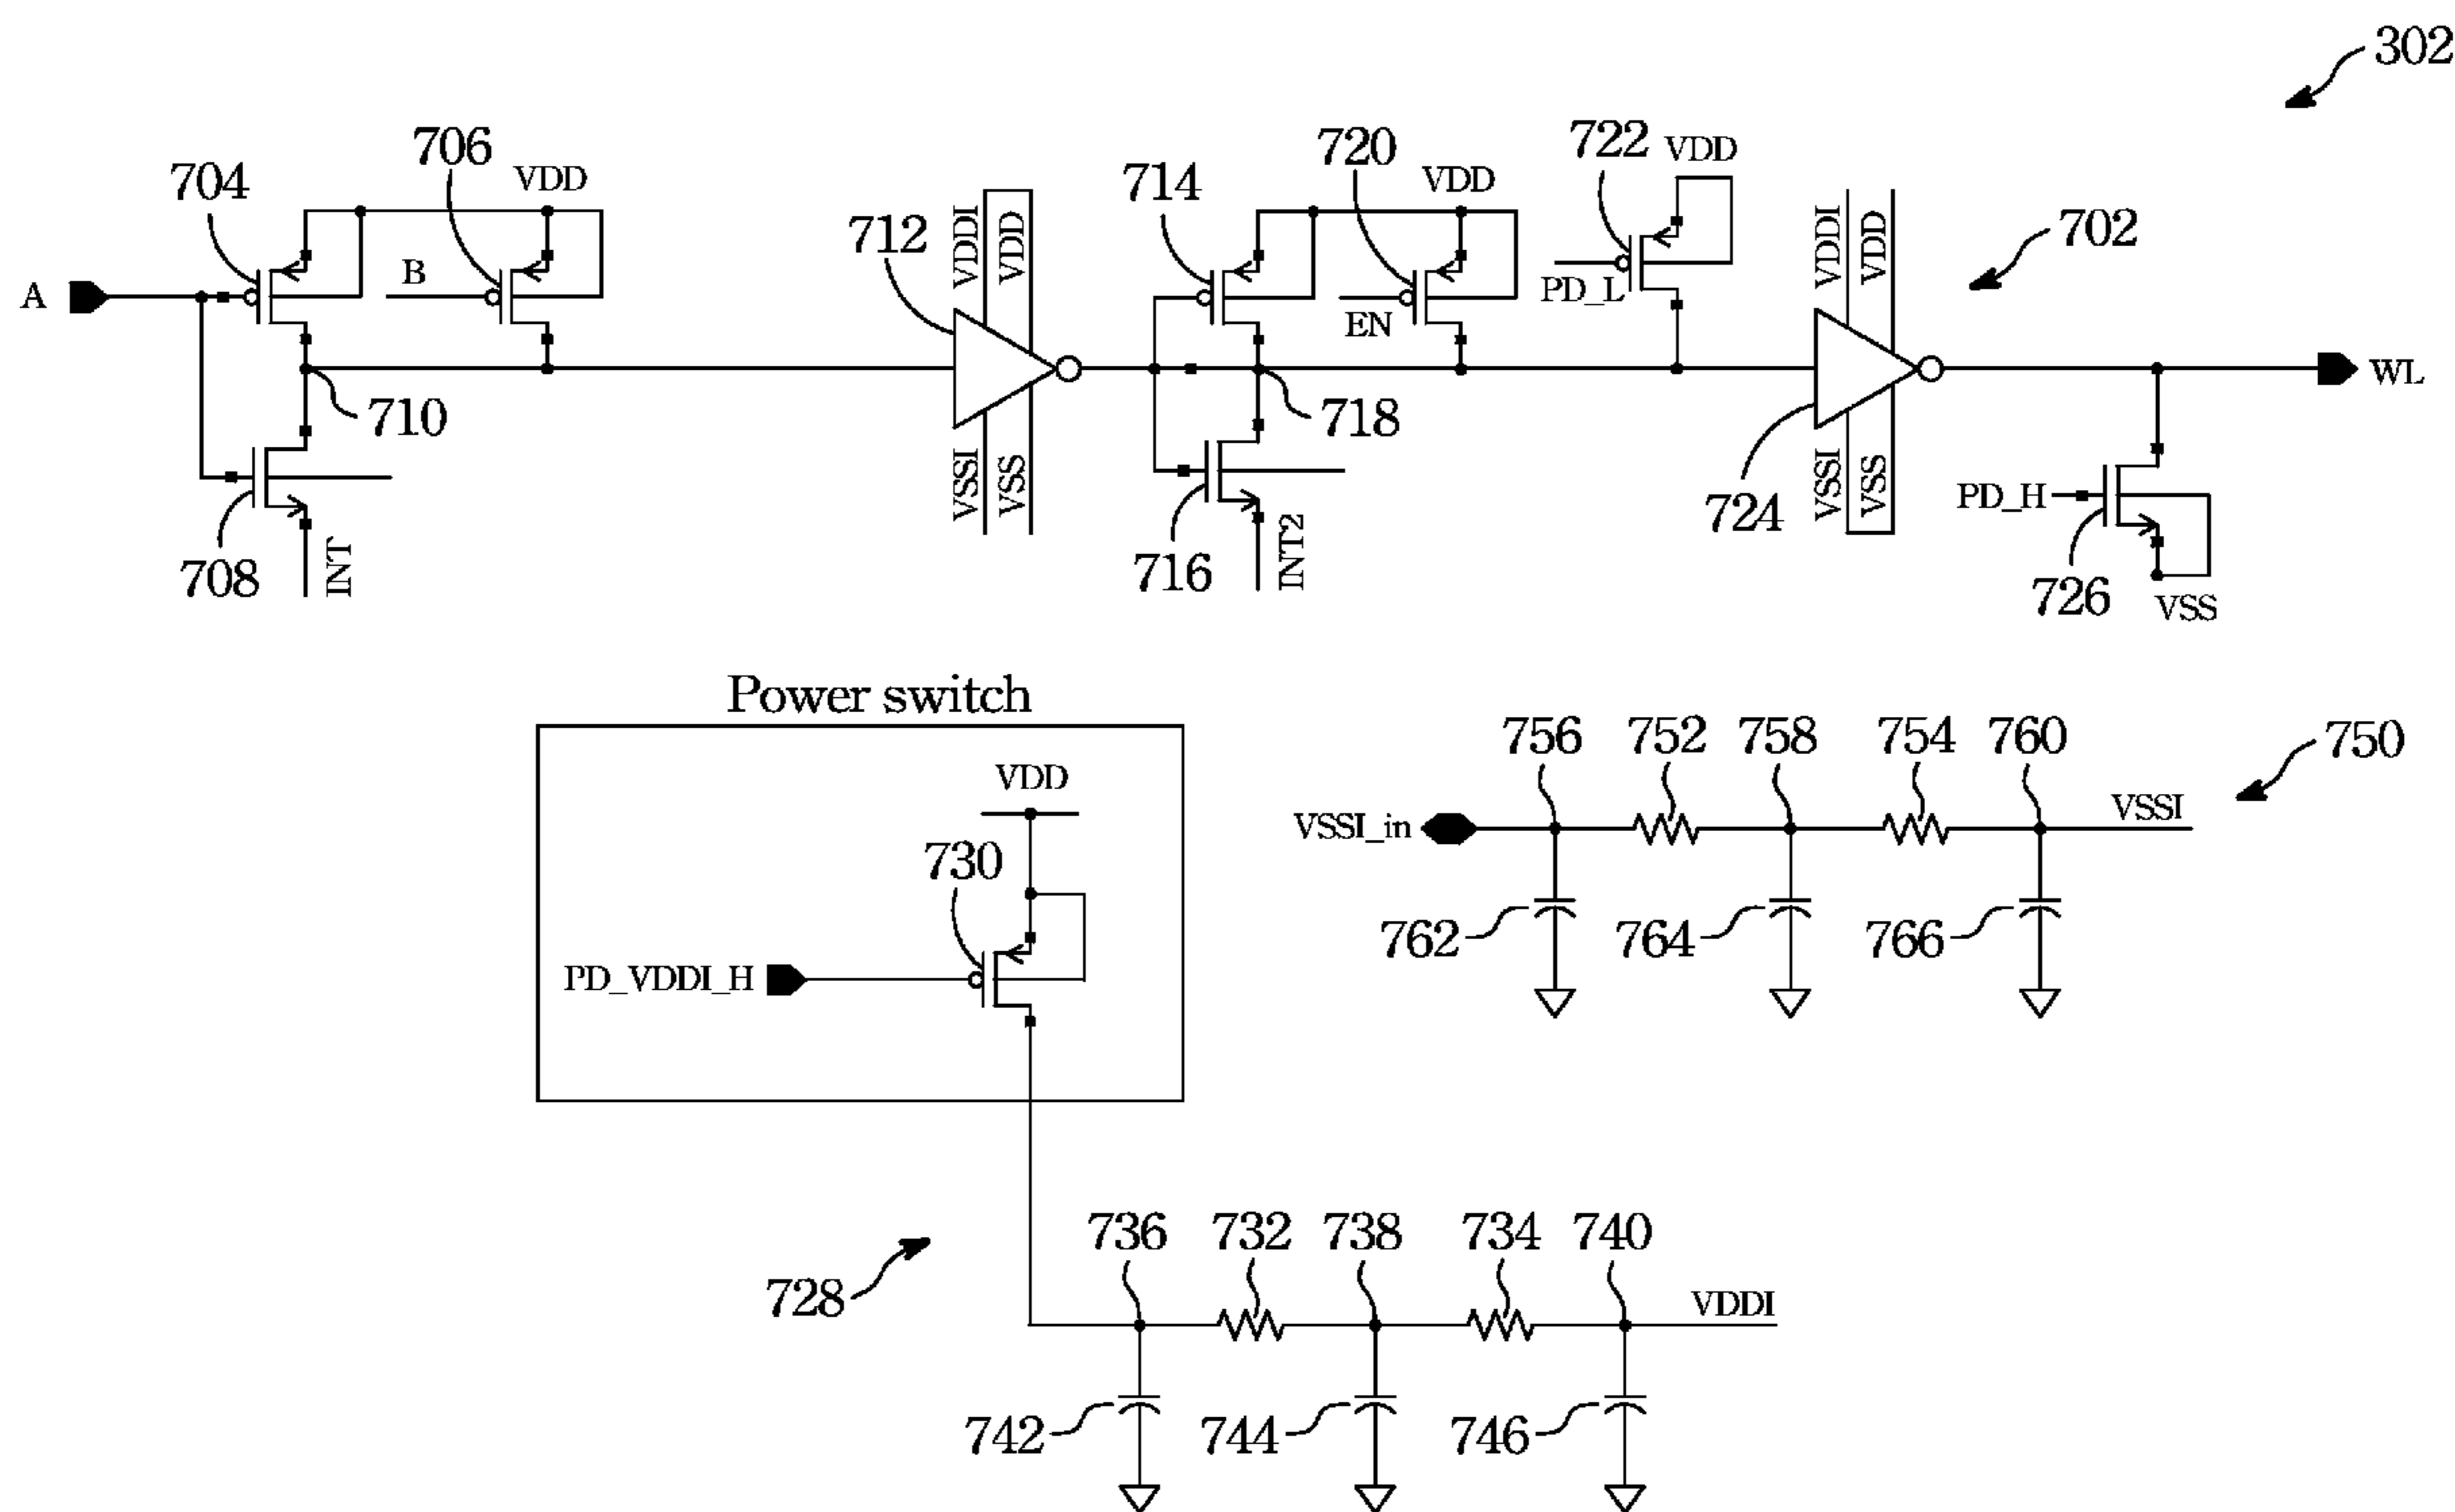 302
706
704
VDD
B
A
710
708
INT
712
VDDI
VDD
VSSI
VSS
714
720
VDD
EN
718
716
INT2
722
VDD
PD_L
702
VDDI
VDD
724
VSSI
VSS
WL
PD_H
726
VSS
Power switch
VDD
730
PD_VDDI_H
756
752
758
754
760
750
VSSI_in
VSSI
762
764
766
728
736
732
738
734
740
VDDI
742
744
746